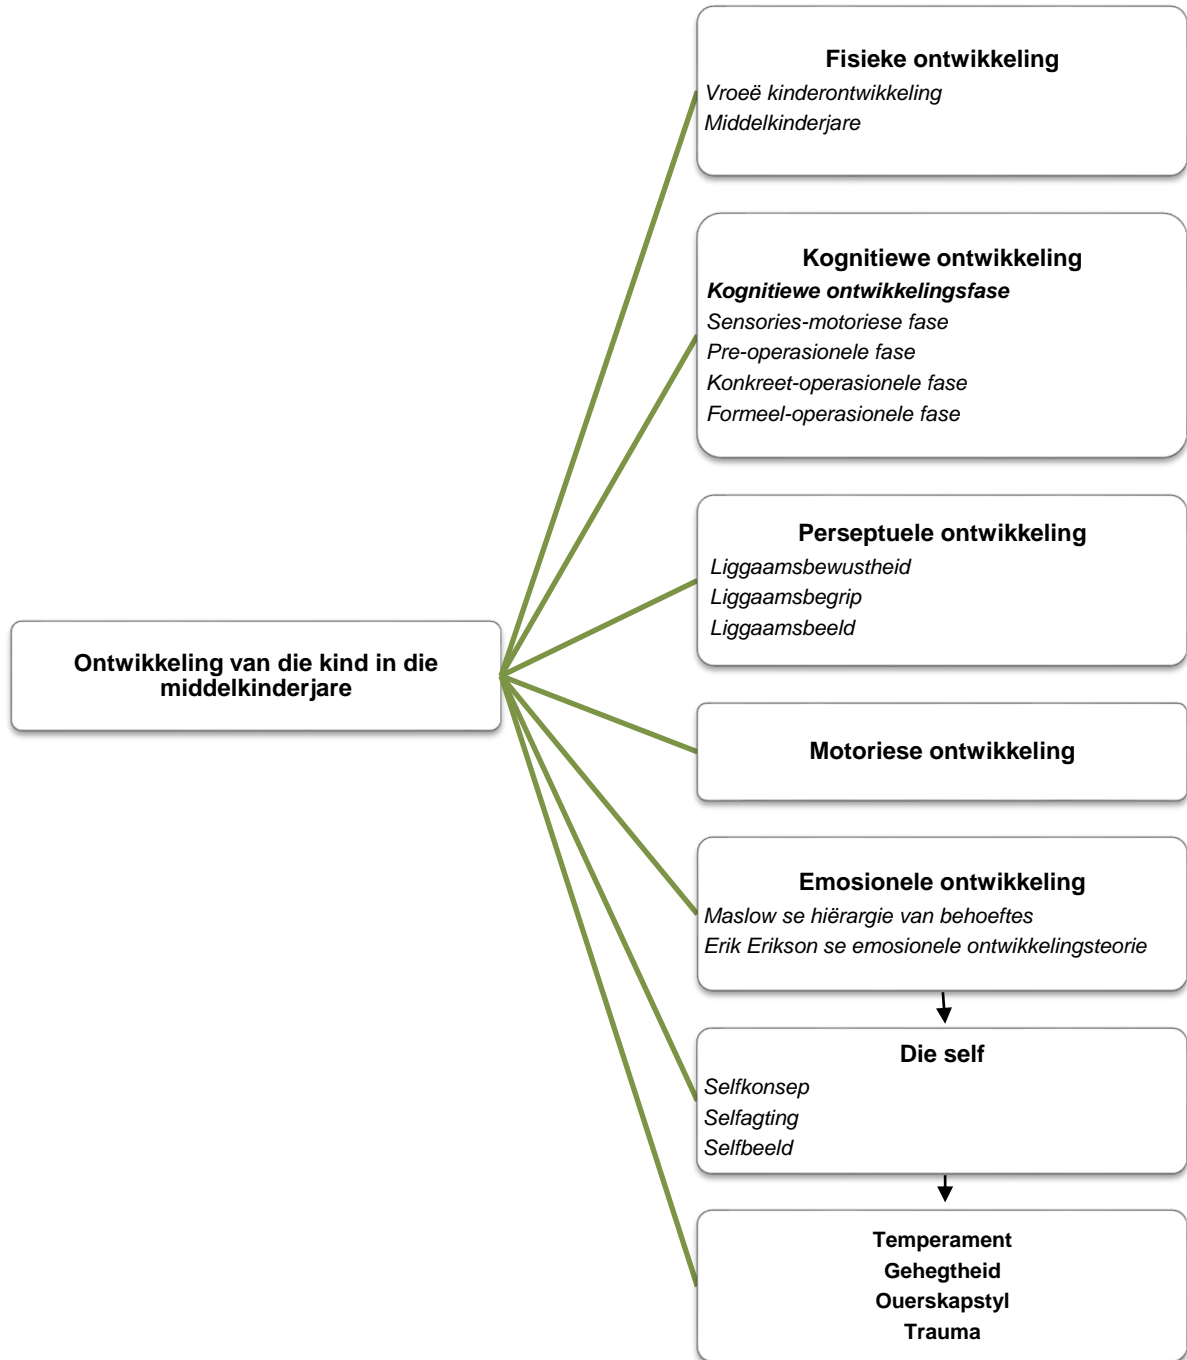 Fisieke ontwikkeling
Vroeë kinderontwikkeling
Middelkinderjare
Kognitiewe ontwikkeling
Kognitiewe ontwikkelingsfase
Sensories-motoriese fase
Pre-operasionele fase
Konkreet-operasionele fase
Formeel-operasionele fase
Perseptuele ontwikkeling
Liggaamsbewustheid
Liggaamsbegrip
Liggaamsbeeld
Ontwikkeling van die kind in die
middelkinderjare
Motoriese ontwikkeling
Emosionele ontwikkeling
Maslow se hiërargie van behoeftes
Erik Erikson se emosionele ontwikkelingsteorie
Die self
Selfkonsep
Selfagting
Selfbeeld
Temperament
Gehegtheid
Ouerskapstyl
Trauma